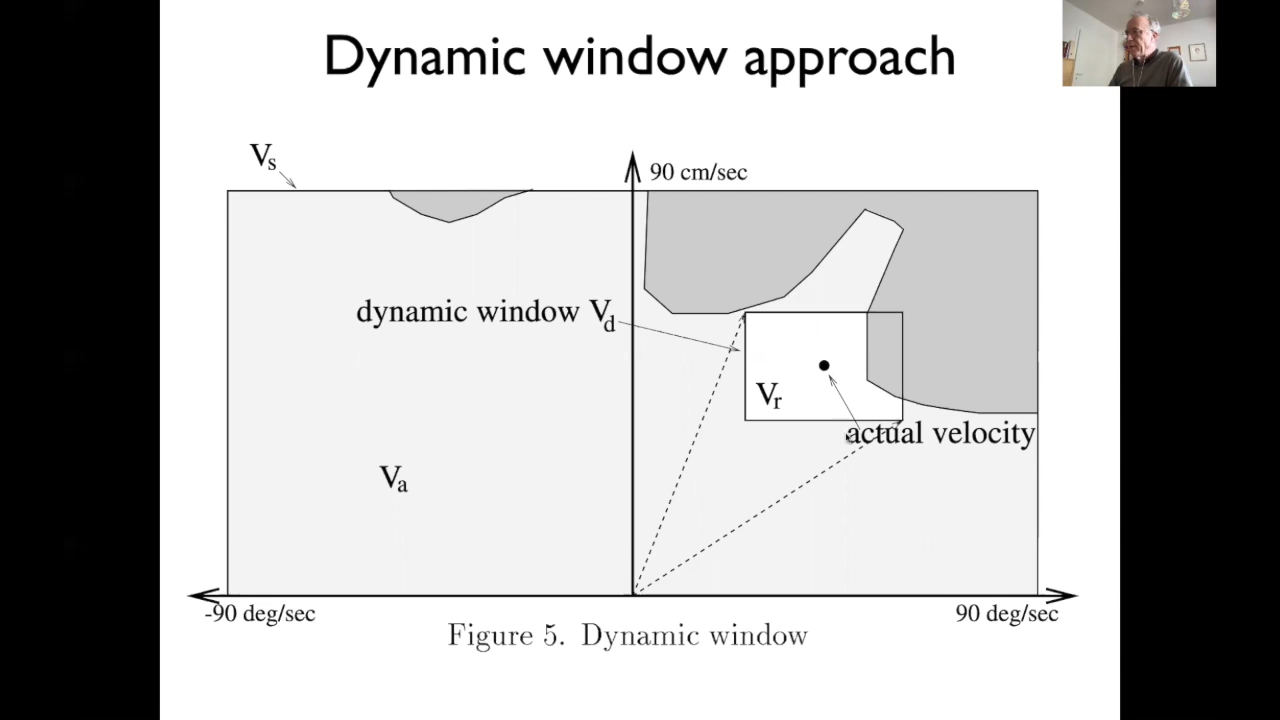 Dynamic window approach
Vs
90 cm/sec
dynamic window Vd
Vr
actual velocity
Va
-90 deg/sec
90 deg/sec
Figure 5. Dynamic window